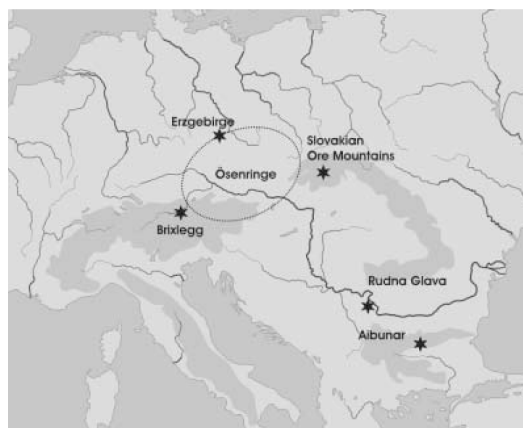 Erzgebirge
Slovakian
Ore Mountains
Ösenringe
Brixlegg
Rudna Glava
Aibunar